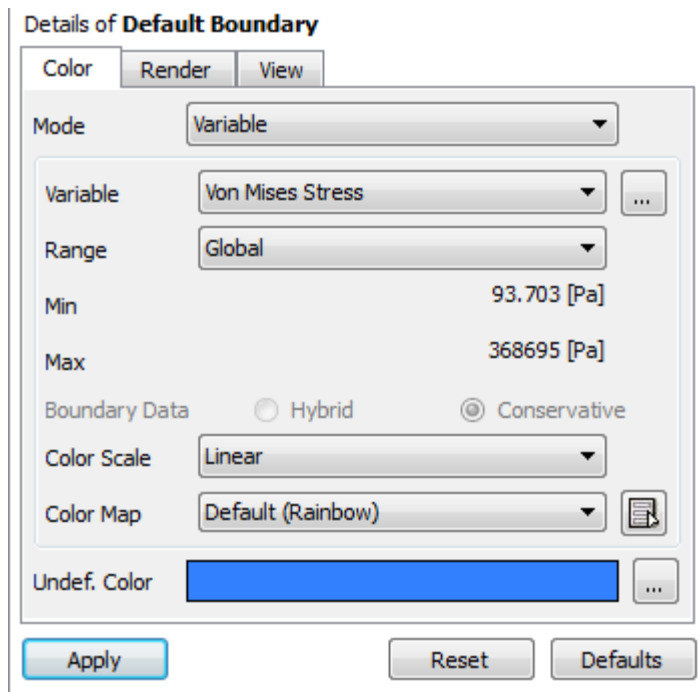 Details of Default Boundary
Color Render View
Mode Variable
Variable Von Mises Stress ...
Range Global
Min 93.703 [Pa]
Max 368695 [Pa]
Boundary Data Hybrid Conservative
Color Scale Linear
Color Map Default (Rainbow)
Undef. Color ...
Apply Reset Defaults